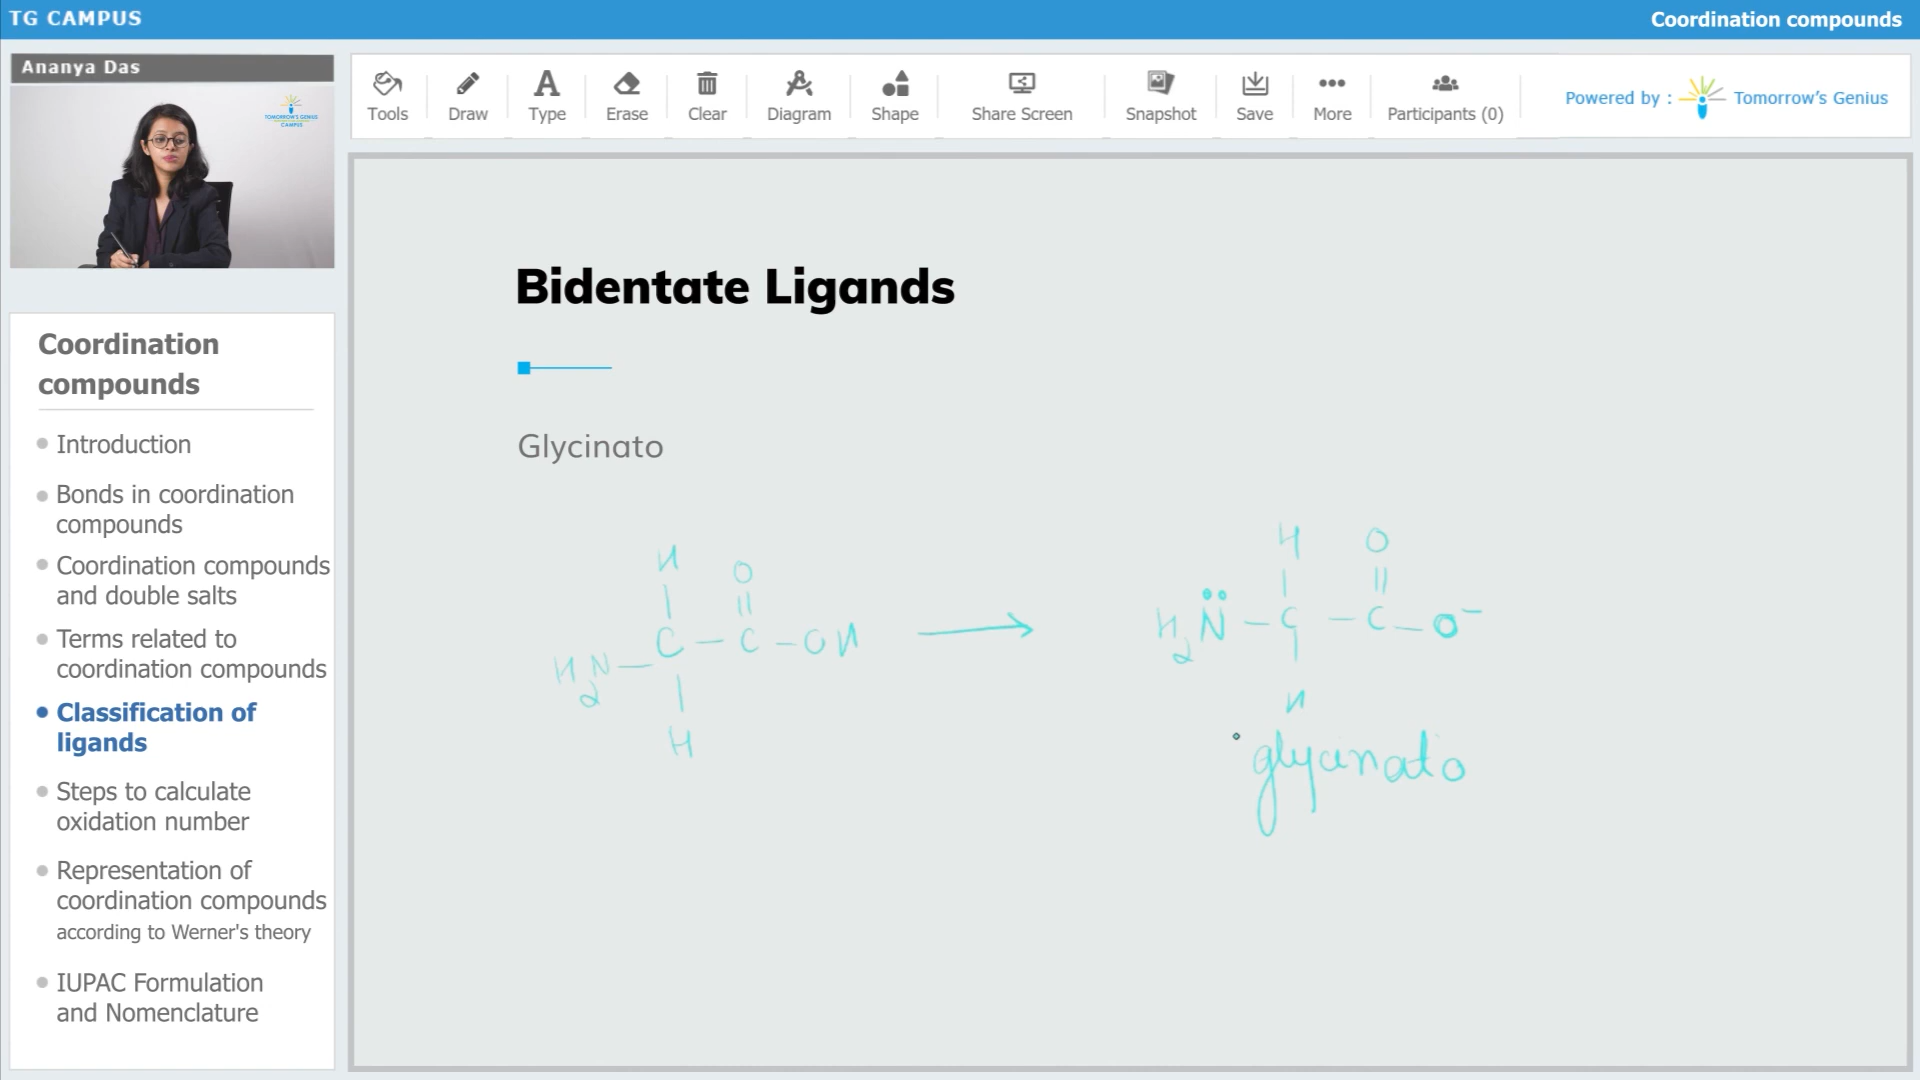 TG CAMPUS
Coordination compounds
Ananya Das
TOMORROW'S GENIUS
CAMPUS
Tools
Draw
Type
Erase
Clear
Diagram
Shape
Share Screen
Snapshot
Save
More
Participants (0)
Powered by :
Tomorrow's Genius
Coordination
compounds
Introduction
Bonds in coordination
compounds
Coordination compounds
and double salts
Terms related to
coordination compounds
Classification of
ligands
Steps to calculate
oxidation number
Representation of
coordination compounds
according to Werner's theory
IUPAC Formulation
and Nomenclature
Bidentate Ligands
Glycinato
H O
H₂N — C — C — OH
H
H O
H₂N̈ — C — C — O⁻
H
glycinato